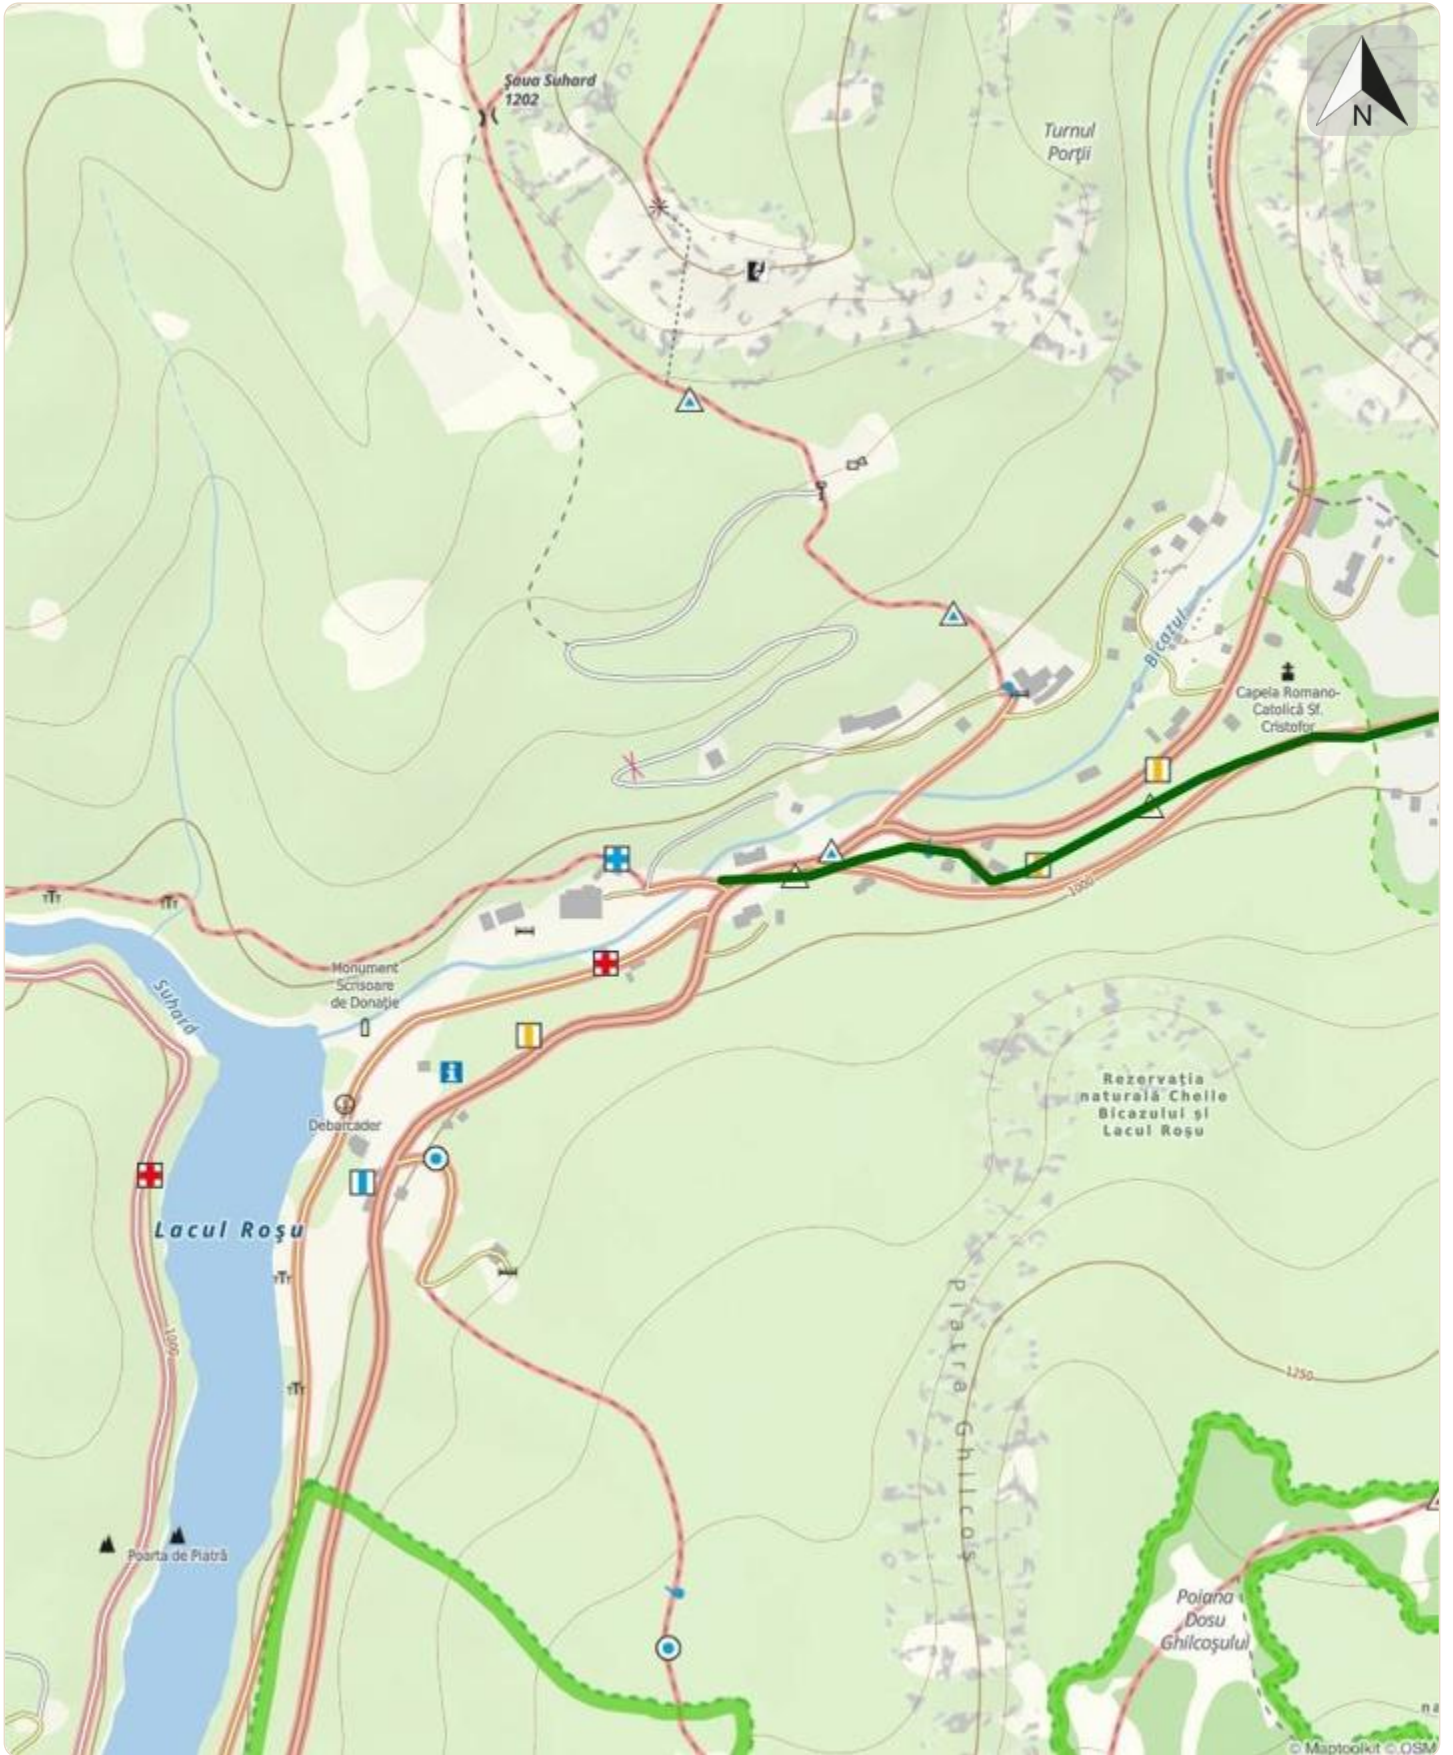 Şaua Suhard
1202
N
Turnul
Porţii
Bicazul
Capela Romano-
Catolică Sf.
Cristofor
1000
Monument
Scrisoare
de Donaţie
Suhard
i
Debarcader
Rezervaţia
naturală Cheile
Bicazului şi
Lacul Roşu
Lacul Roşu
1000
Piatra Ghilcoş
1250
Poarta de Piatră
Poiana
Dosu
Ghilcoşului
na
© Maptoolkit © OSM